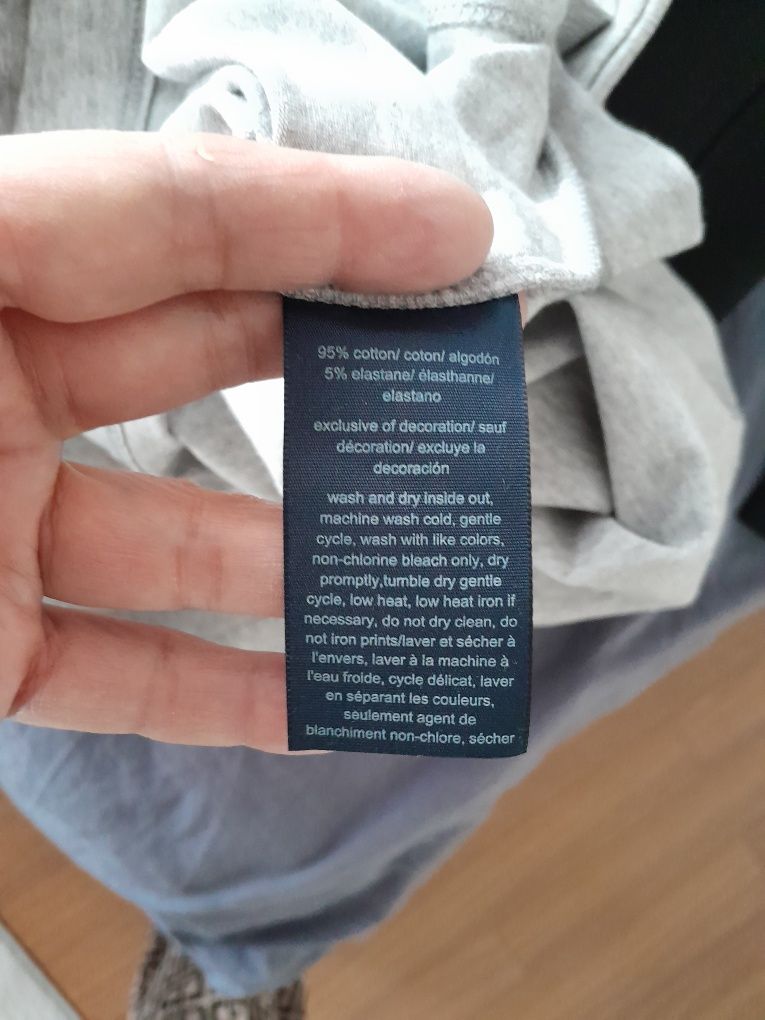 95% cotton/ coton/ algodón
5% elastane/ élasthanne/
elastano
exclusive of decoration/ sauf
décoration/ excluye la
decoración
wash and dry inside out,
machine wash cold, gentle
cycle, wash with like colors,
non-chlorine bleach only, dry
promptly,tumble dry gentle
cycle, low heat, low heat iron if
necessary, do not dry clean, do
not iron prints/laver et sécher à
l'envers, laver à la machine à
l'eau froide, cycle délicat, laver
en séparant les couleurs,
seulement agent de
blanchiment non-chlore, sécher